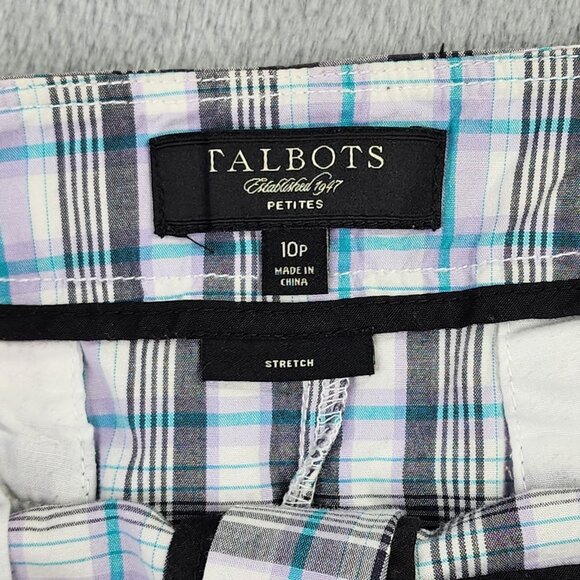 TALBOTS
Established 1947
PETITES
10P
MADE IN
CHINA
STRETCH